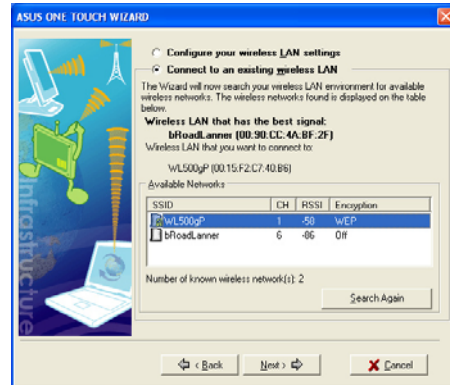 ASUS ONE TOUCH WIZARD
Configure your wireless LAN settings
Connect to an existing wireless LAN
The Wizard will now search your wireless LAN environment for available
wireless networks. The wireless networks found is displayed on the table
below.
Wireless LAN that has the best signal:
bRoadLanner (00:90:CC:4A:BF:2F)
Wireless LAN that you want to connect to:
WL500gP (00:15:F2:C7:40:B6)
Available Networks
SSID CH RSSI Encryption
WL500gP 1 -58 WEP
bRoadLanner 6 -86 Off
Number of known wireless network(s): 2
Search Again
infrastructure
< Back Next > Cancel